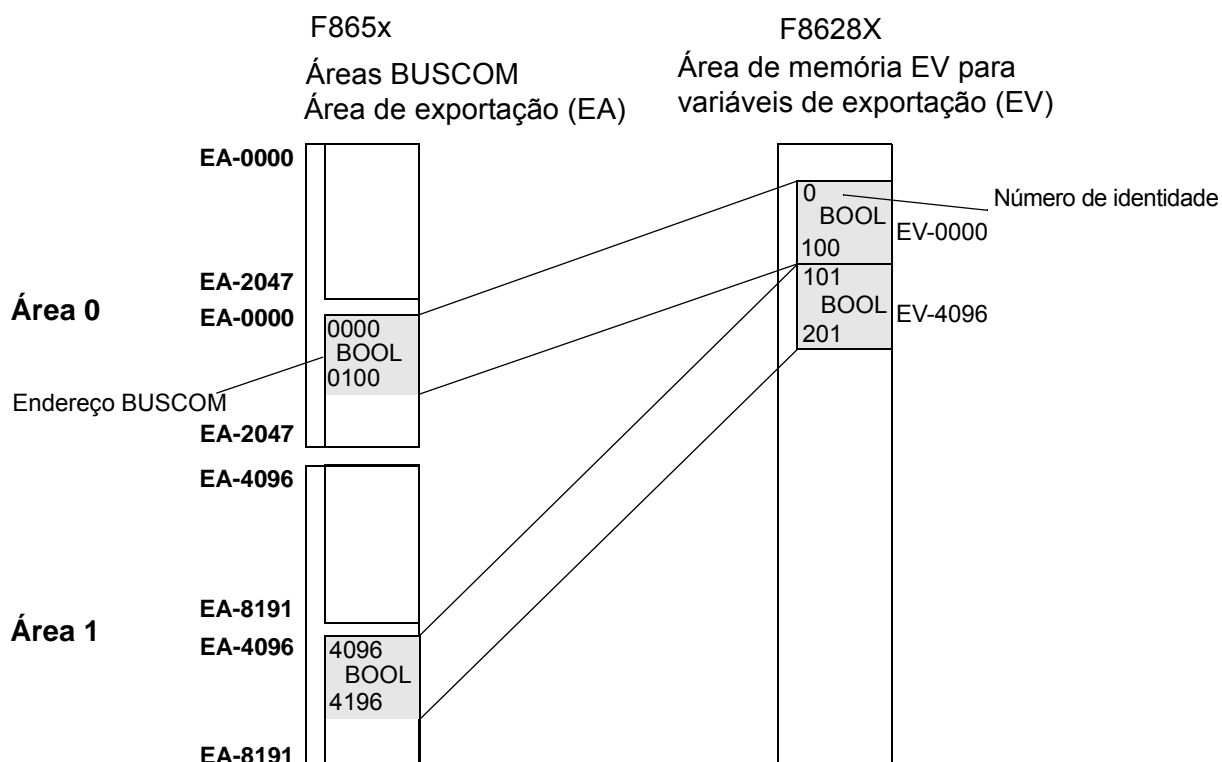 F865x
Áreas BUSCOM
Área de exportação (EA)
F8628X
Área de memória EV para
variáveis de exportação (EV)
EA-0000
EA-2047
Área 0
EA-0000
0000
BOOL
0100
Endereço BUSCOM
EA-2047
EA-4096
EA-8191
Área 1
EA-4096
4096
BOOL
4196
EA-8191
0
BOOL
100
EV-0000
Número de identidade
101
BOOL
201
EV-4096